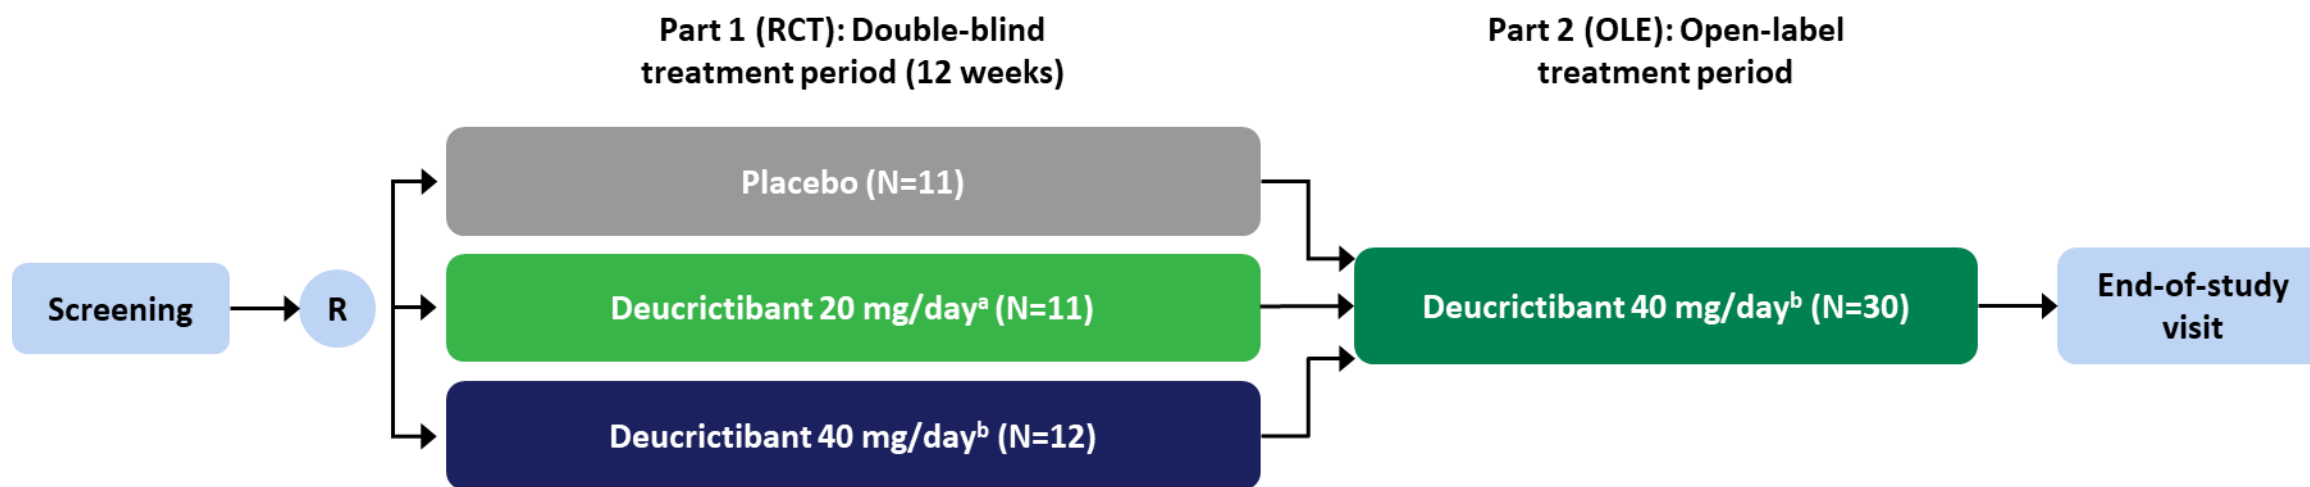 Part 1 (RCT): Double-blind
treatment period (12 weeks)
Part 2 (OLE): Open-label
treatment period
Screening
R
Placebo (N=11)
Deucrictibant 20 mg/dayᵃ (N=11)
Deucrictibant 40 mg/dayᵇ (N=12)
Deucrictibant 40 mg/dayᵇ (N=30)
End-of-study
visit